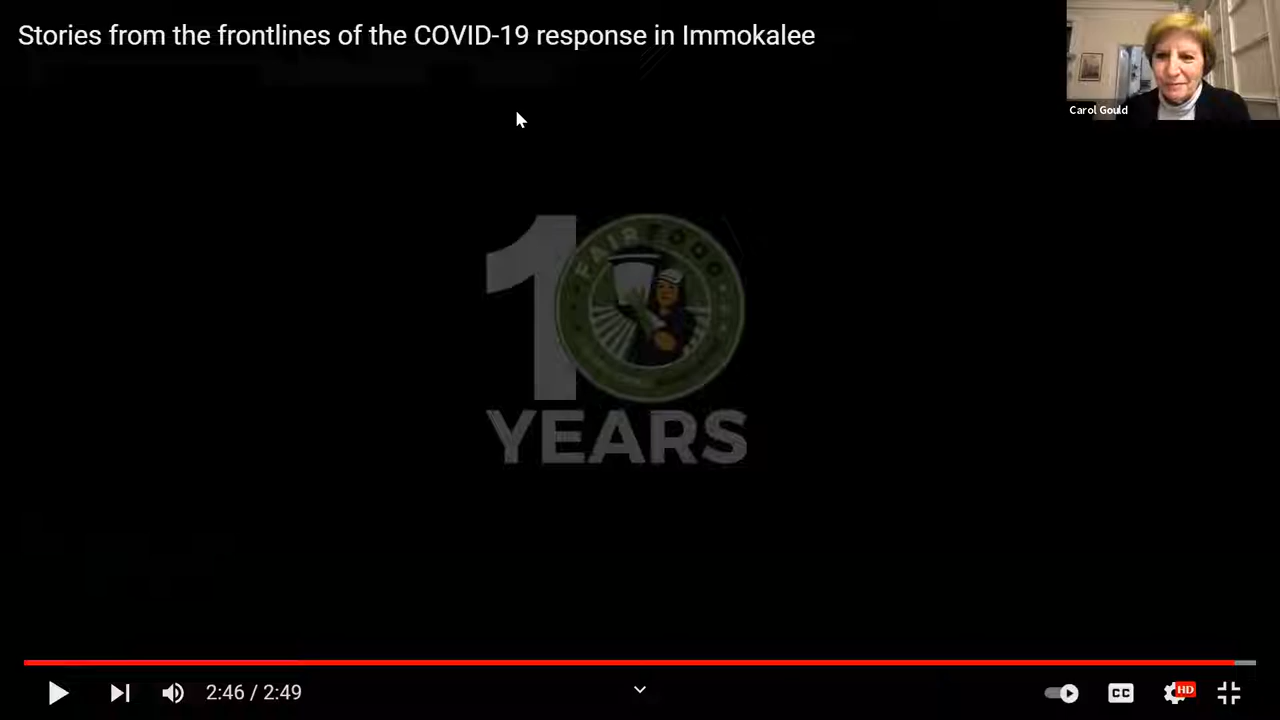 Stories from the frontlines of the COVID-19 response in Immokalee
Carol Gould
10
FAIR FOOD
YEARS
2:46 / 2:49
CC
HD